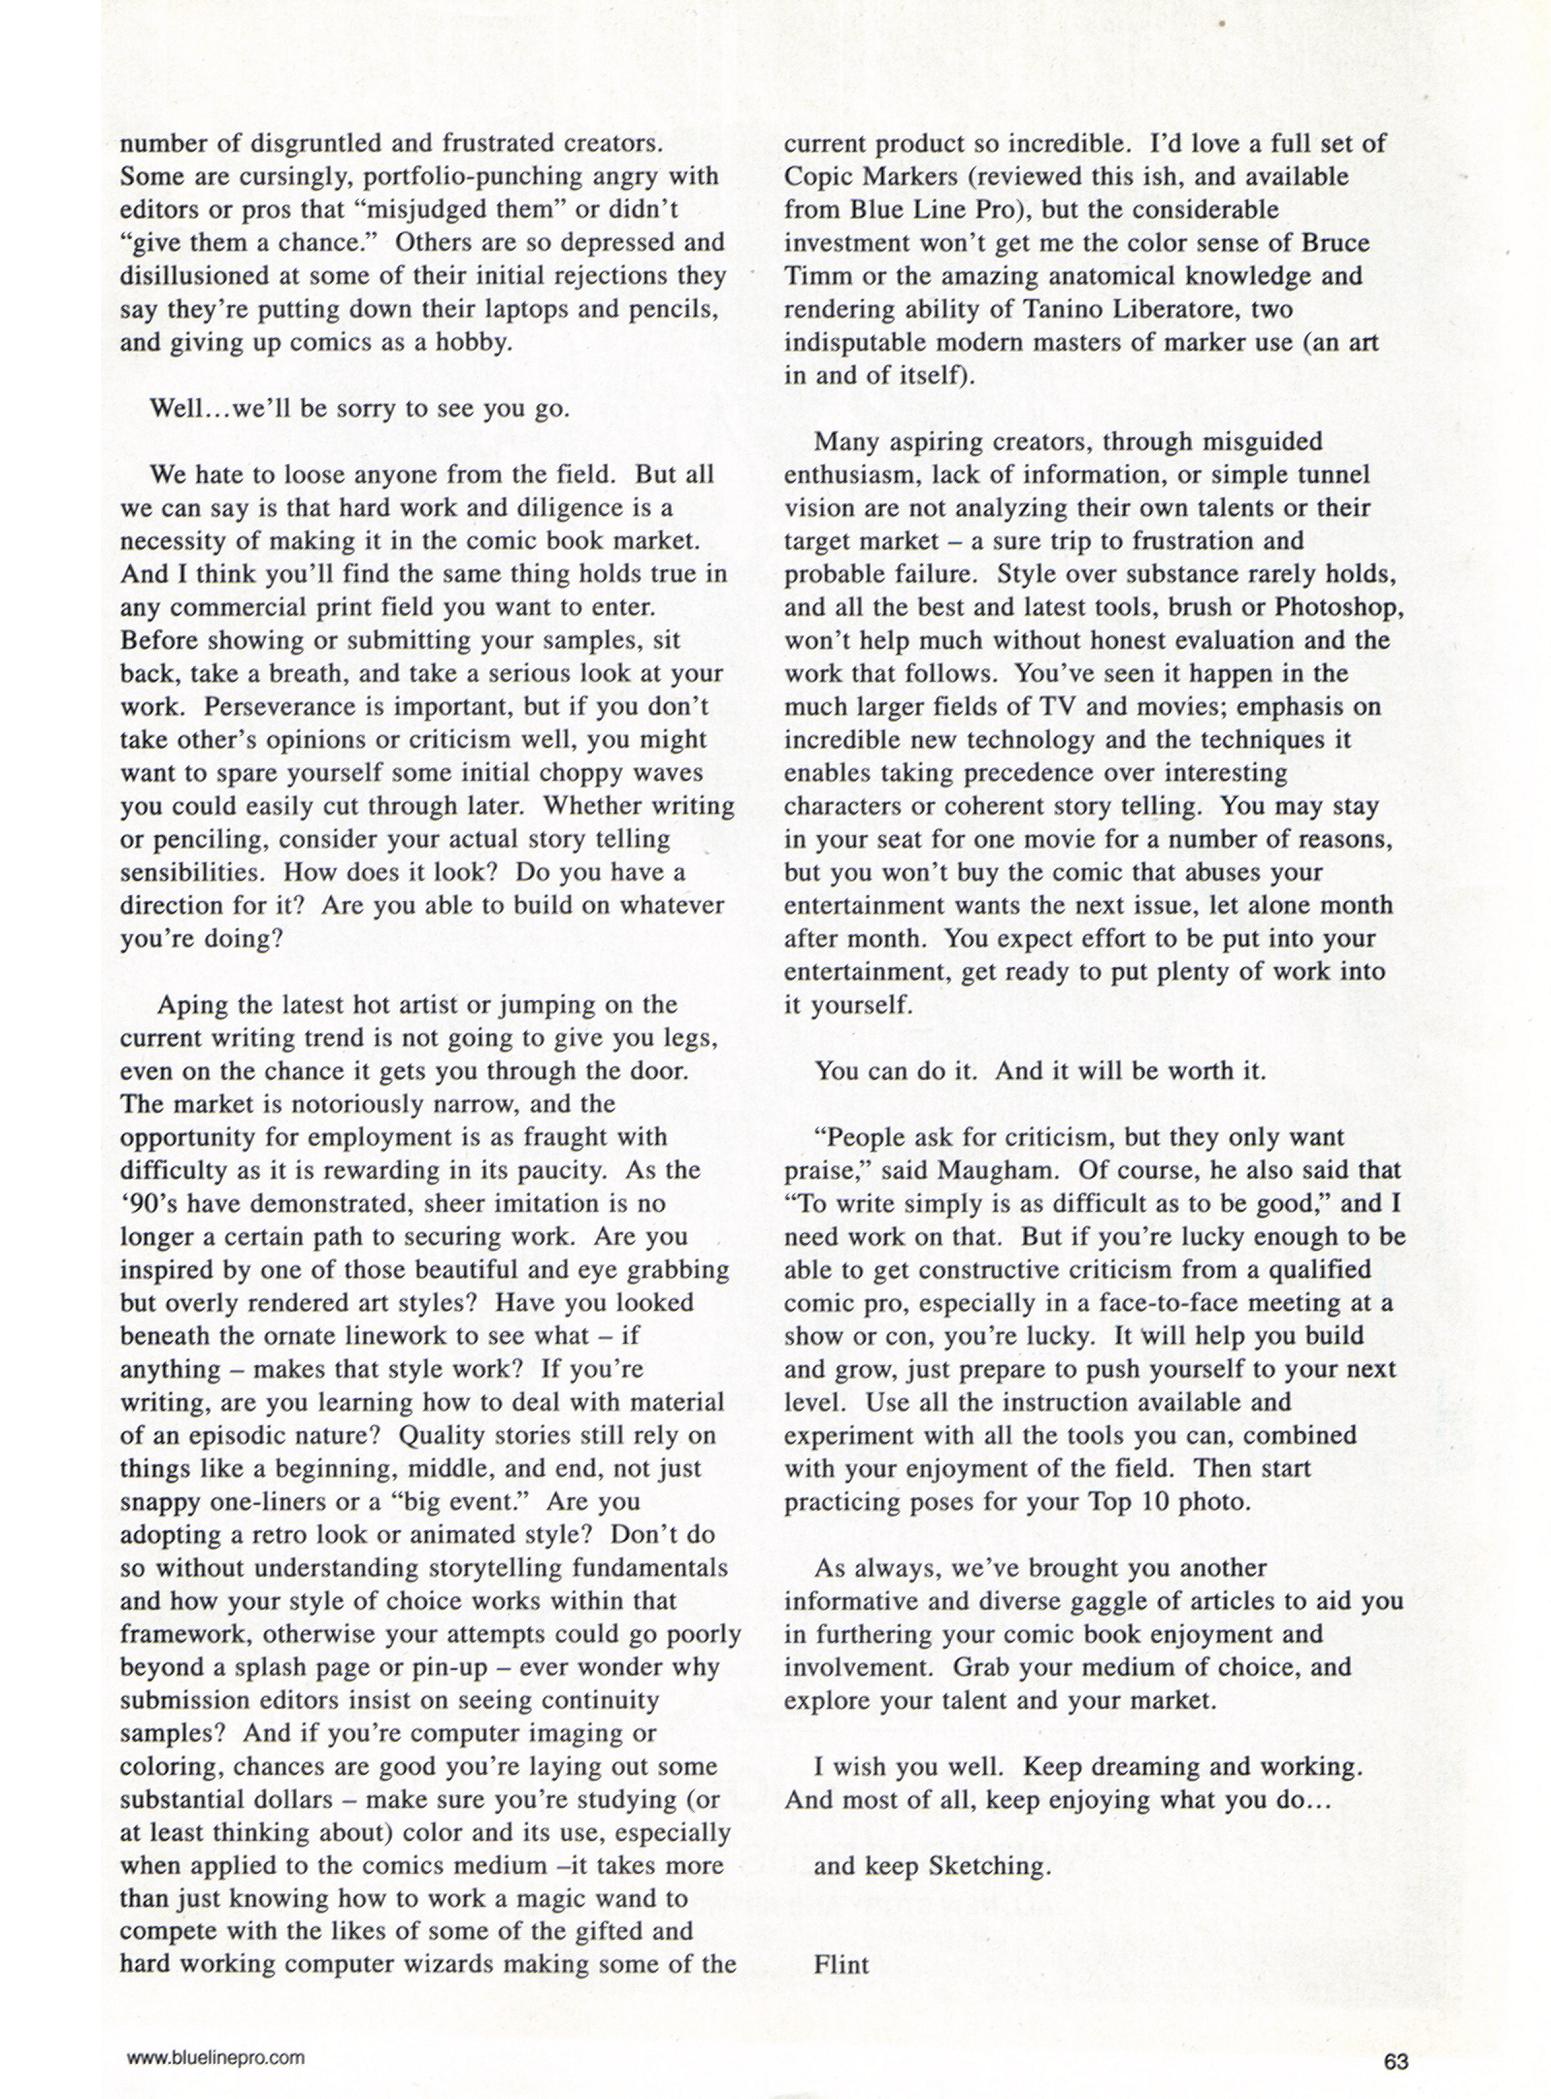 number of disgruntled and frustrated creators.
Some are cursingly, portfolio-punching angry with
editors or pros that “misjudged them” or didn’t
“give them a chance.”  Others are so depressed and
disillusioned at some of their initial rejections they
say they’re putting down their laptops and pencils,
and giving up comics as a hobby.
Well…we’ll be sorry to see you go.
We hate to loose anyone from the field.  But all
we can say is that hard work and diligence is a
necessity of making it in the comic book market.
And I think you’ll find the same thing holds true in
any commercial print field you want to enter.
Before showing or submitting your samples, sit
back, take a breath, and take a serious look at your
work.  Perseverance is important, but if you don’t
take other’s opinions or criticism well, you might
want to spare yourself some initial choppy waves
you could easily cut through later.  Whether writing
or penciling, consider your actual story telling
sensibilities.  How does it look?  Do you have a
direction for it?  Are you able to build on whatever
you’re doing?
Aping the latest hot artist or jumping on the
current writing trend is not going to give you legs,
even on the chance it gets you through the door.
The market is notoriously narrow, and the
opportunity for employment is as fraught with
difficulty as it is rewarding in its paucity.  As the
‘90’s have demonstrated, sheer imitation is no
longer a certain path to securing work.  Are you
inspired by one of those beautiful and eye grabbing
but overly rendered art styles?  Have you looked
beneath the ornate linework to see what – if
anything – makes that style work?  If you’re
writing, are you learning how to deal with material
of an episodic nature?  Quality stories still rely on
things like a beginning, middle, and end, not just
snappy one-liners or a “big event.”  Are you
adopting a retro look or animated style?  Don’t do
so without understanding storytelling fundamentals
and how your style of choice works within that
framework, otherwise your attempts could go poorly
beyond a splash page or pin-up – ever wonder why
submission editors insist on seeing continuity
samples?  And if you’re computer imaging or
coloring, chances are good you’re laying out some
substantial dollars – make sure you’re studying (or
at least thinking about) color and its use, especially
when applied to the comics medium –it takes more
than just knowing how to work a magic wand to
compete with the likes of some of the gifted and
hard working computer wizards making some of the
current product so incredible.  I’d love a full set of
Copic Markers (reviewed this ish, and available
from Blue Line Pro), but the considerable
investment won’t get me the color sense of Bruce
Timm or the amazing anatomical knowledge and
rendering ability of Tanino Liberatore, two
indisputable modern masters of marker use (an art
in and of itself).
Many aspiring creators, through misguided
enthusiasm, lack of information, or simple tunnel
vision are not analyzing their own talents or their
target market – a sure trip to frustration and
probable failure.  Style over substance rarely holds,
and all the best and latest tools, brush or Photoshop,
won’t help much without honest evaluation and the
work that follows.  You’ve seen it happen in the
much larger fields of TV and movies; emphasis on
incredible new technology and the techniques it
enables taking precedence over interesting
characters or coherent story telling.  You may stay
in your seat for one movie for a number of reasons,
but you won’t buy the comic that abuses your
entertainment wants the next issue, let alone month
after month.  You expect effort to be put into your
entertainment, get ready to put plenty of work into
it yourself.
You can do it.  And it will be worth it.
“People ask for criticism, but they only want
praise,” said Maugham.  Of course, he also said that
“To write simply is as difficult as to be good,” and I
need work on that.  But if you’re lucky enough to be
able to get constructive criticism from a qualified
comic pro, especially in a face-to-face meeting at a
show or con, you’re lucky.  It will help you build
and grow, just prepare to push yourself to your next
level.  Use all the instruction available and
experiment with all the tools you can, combined
with your enjoyment of the field.  Then start
practicing poses for your Top 10 photo.
As always, we’ve brought you another
informative and diverse gaggle of articles to aid you
in furthering your comic book enjoyment and
involvement.  Grab your medium of choice, and
explore your talent and your market.
I wish you well.  Keep dreaming and working.
And most of all, keep enjoying what you do…
and keep Sketching.
Flint
www.bluelinepro.com
63